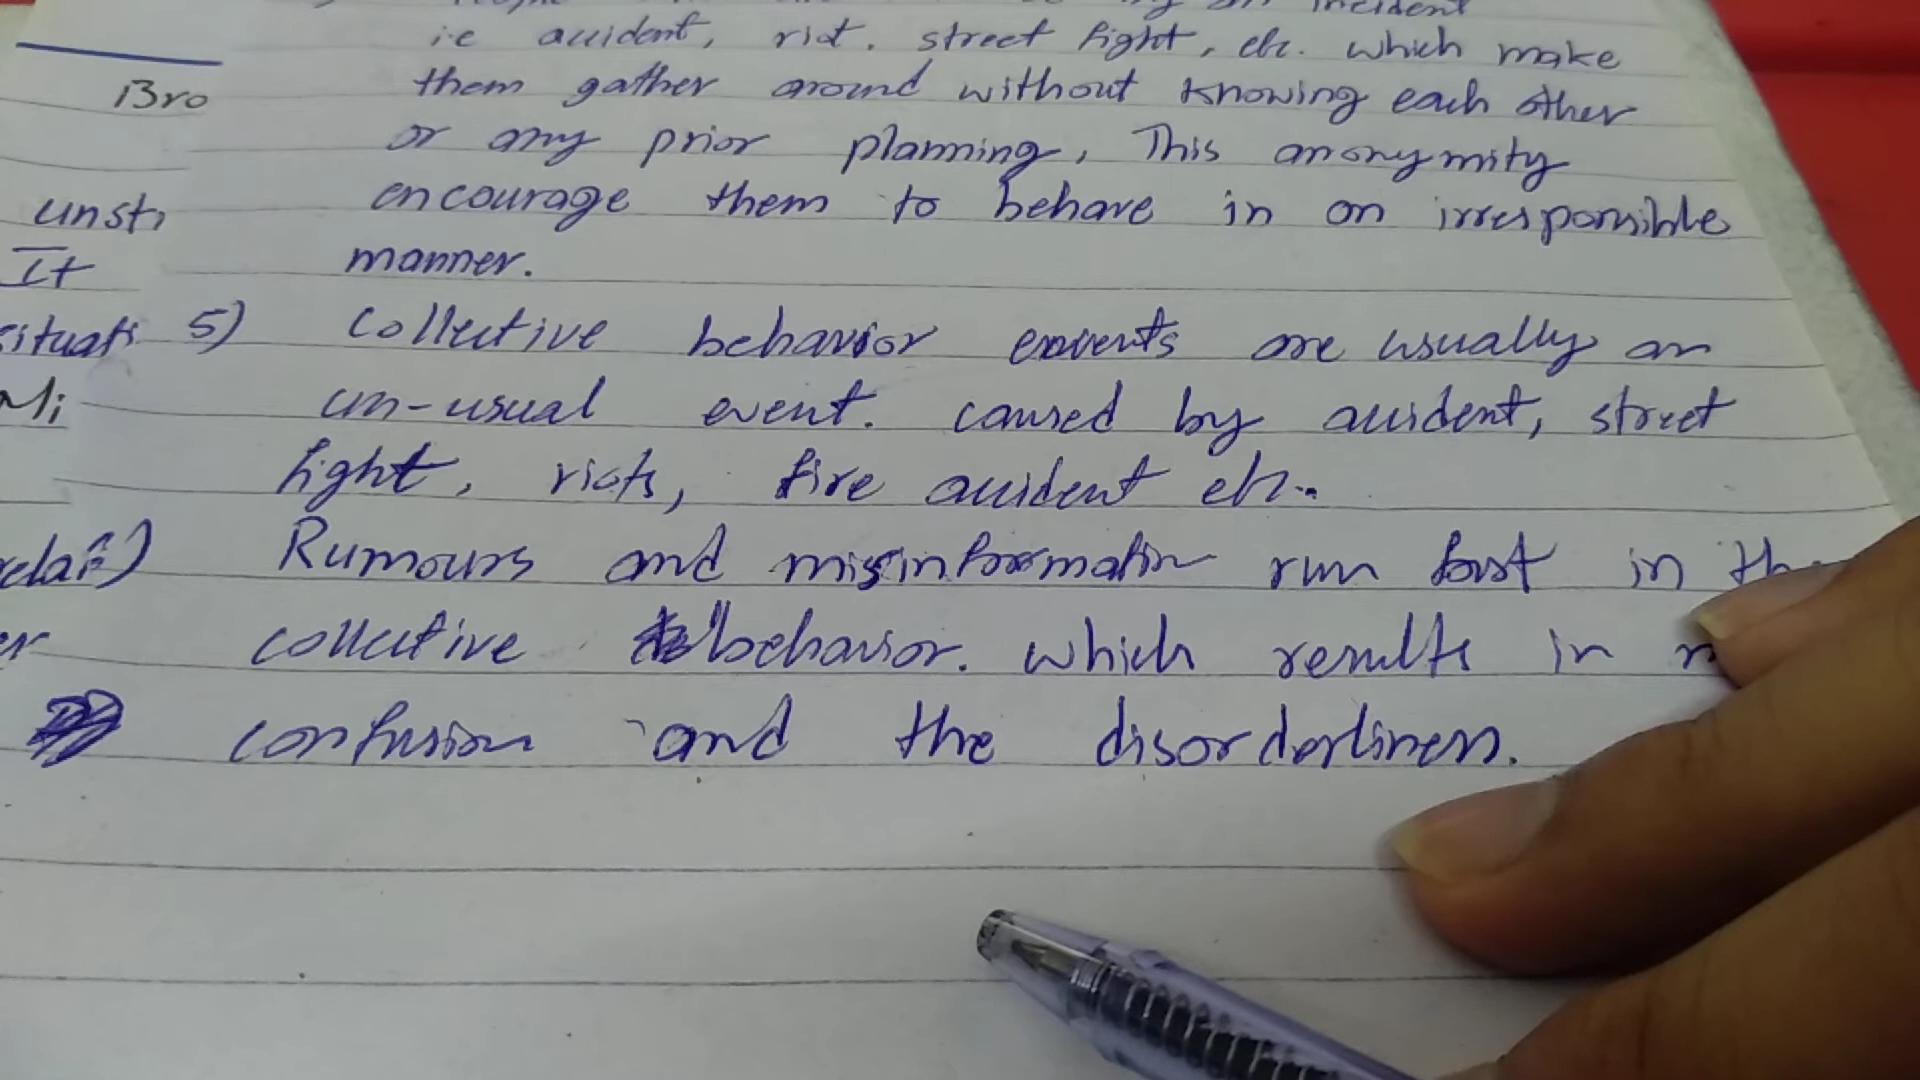 incident
i.e accident, riot. street fight, etc. which make
them gather around without knowing each other
or any prior planning, This anonymity
encourage them to behave in an irresponsible
manner.
5) Collective behavior events are usually an
un-usual event. caused by accident, street
fight, riots, fire accident etc..
Rumours and misinformation run fast in the
collective behavior. which results in
confusion and the disorderliness.
Bro
It